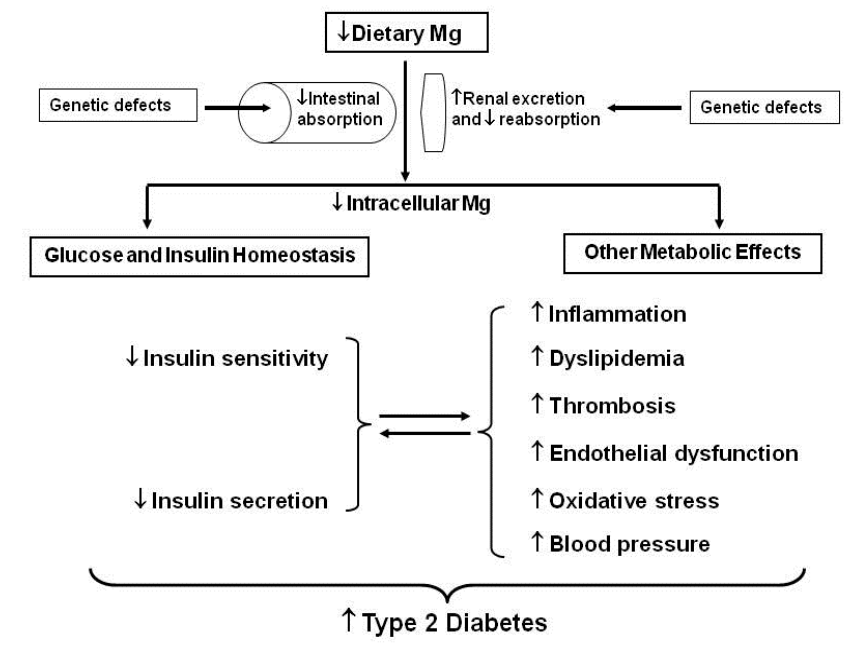 ↓Dietary Mg
Genetic defects
↓Intestinal
absorption
↑Renal excretion
and ↓ reabsorption
Genetic defects
↓ Intracellular Mg
Glucose and Insulin Homeostasis
Other Metabolic Effects
↓ Insulin sensitivity
↓ Insulin secretion
↑ Inflammation
↑ Dyslipidemia
↑ Thrombosis
↑ Endothelial dysfunction
↑ Oxidative stress
↑ Blood pressure
↑ Type 2 Diabetes